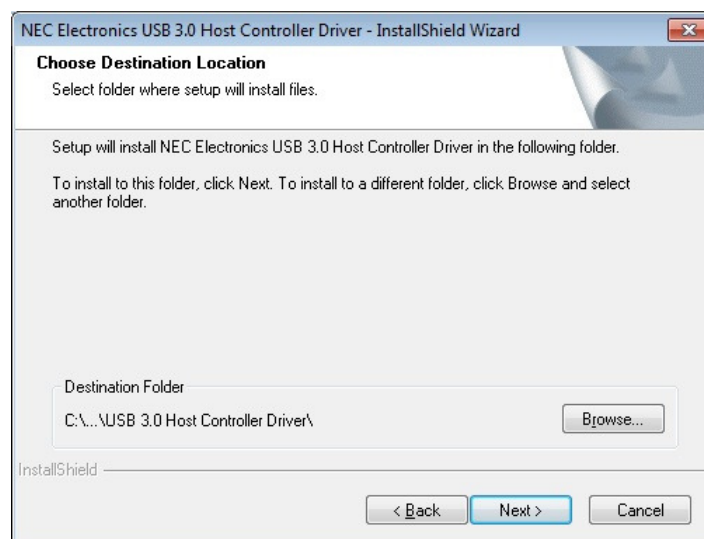 NEC Electronics USB 3.0 Host Controller Driver - InstallShield Wizard
Choose Destination Location
Select folder where setup will install files.
Setup will install NEC Electronics USB 3.0 Host Controller Driver in the following folder.
To install to this folder, click Next. To install to a different folder, click Browse and select
another folder.
Destination Folder
C:\...\USB 3.0 Host Controller Driver\
Browse...
InstallShield
< Back
Next >
Cancel